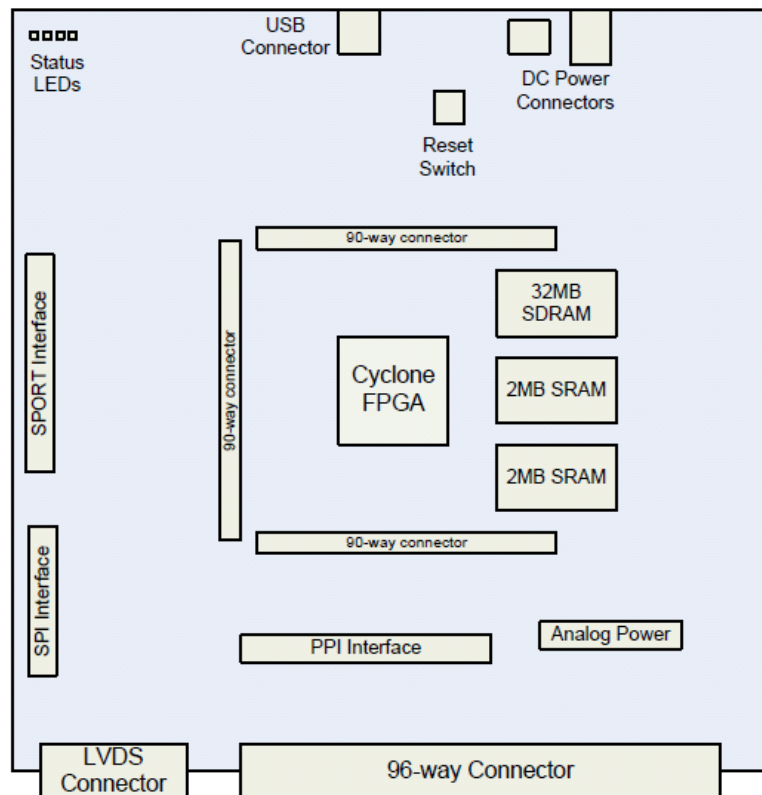 USB
Connector
Status
LEDs
DC Power
Connectors
Reset
Switch
90-way connector
32MB
SDRAM
SPORT Interface
90-way connector
Cyclone
FPGA
2MB SRAM
2MB SRAM
90-way connector
SPI Interface
Analog Power
PPI Interface
LVDS
Connector
96-way Connector